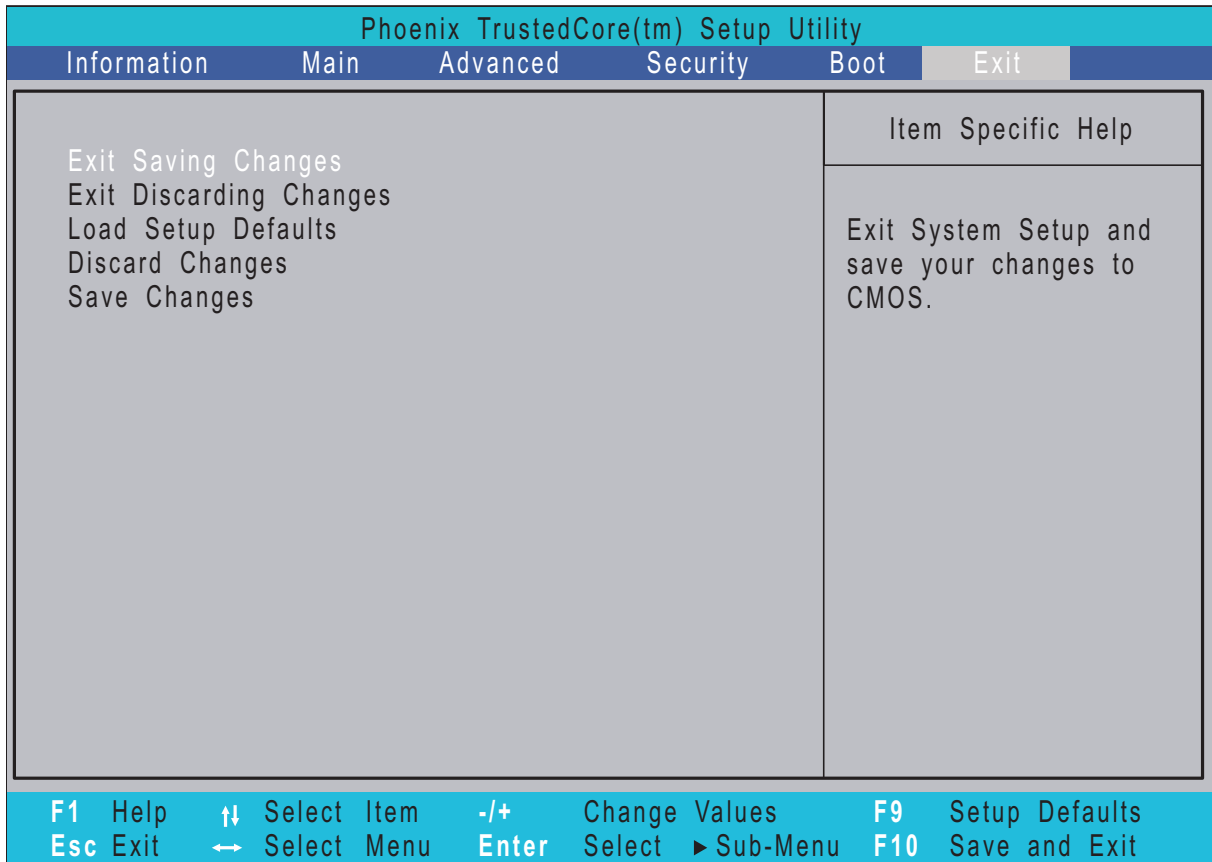 Phoenix TrustedCore(tm) Setup Utility
Information Main Advanced Security Boot Exit
Exit Saving Changes
Exit Discarding Changes
Load Setup Defaults
Discard Changes
Save Changes
Item Specific Help
Exit System Setup and
save your changes to
CMOS.
F1 Help ↑↓ Select Item -/+ Change Values F9 Setup Defaults
Esc Exit ↔ Select Menu Enter Select ▶ Sub-Menu F10 Save and Exit